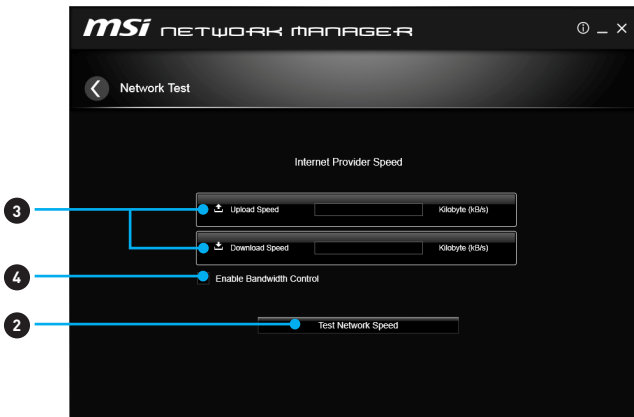 msi NETWORK MANAGER
Network Test
Internet Provider Speed
3
Upload Speed Kilobyte (kB/s)
Download Speed Kilobyte (kB/s)
4
Enable Bandwidth Control
2
Test Network Speed